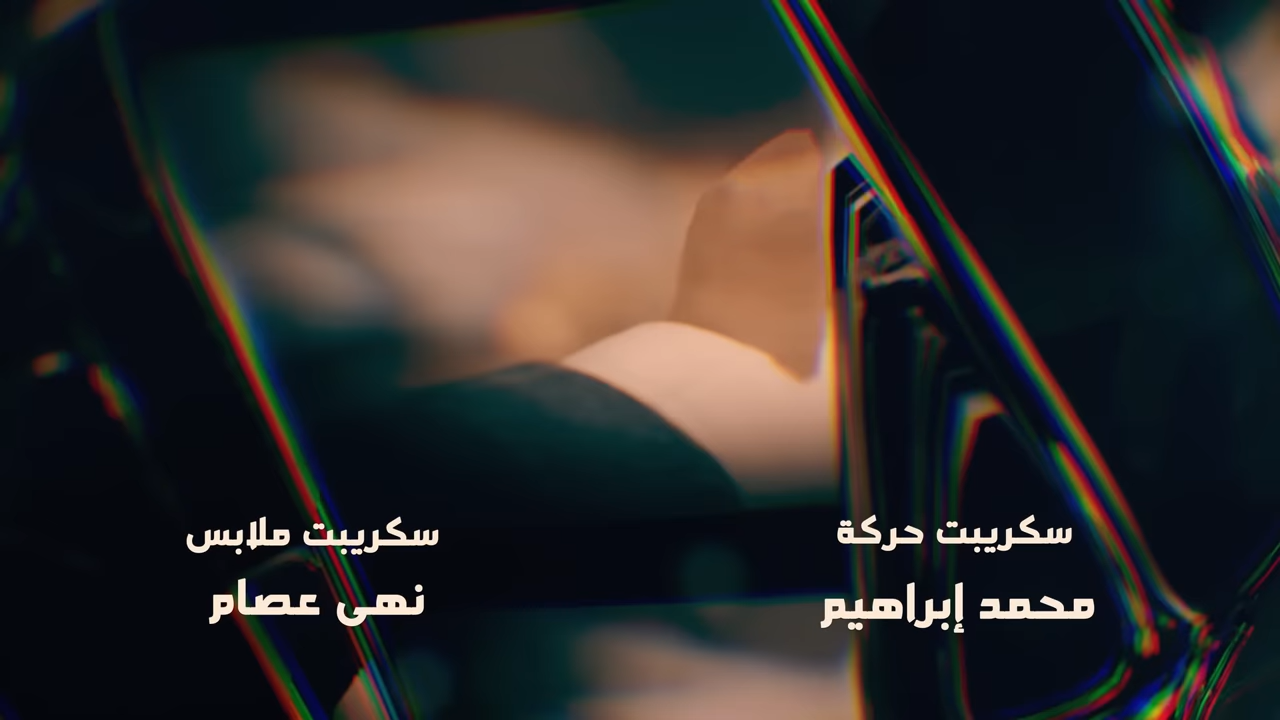 سكريبت حركة
محمد إبراهيم
سكريبت ملابس
نهى عصام